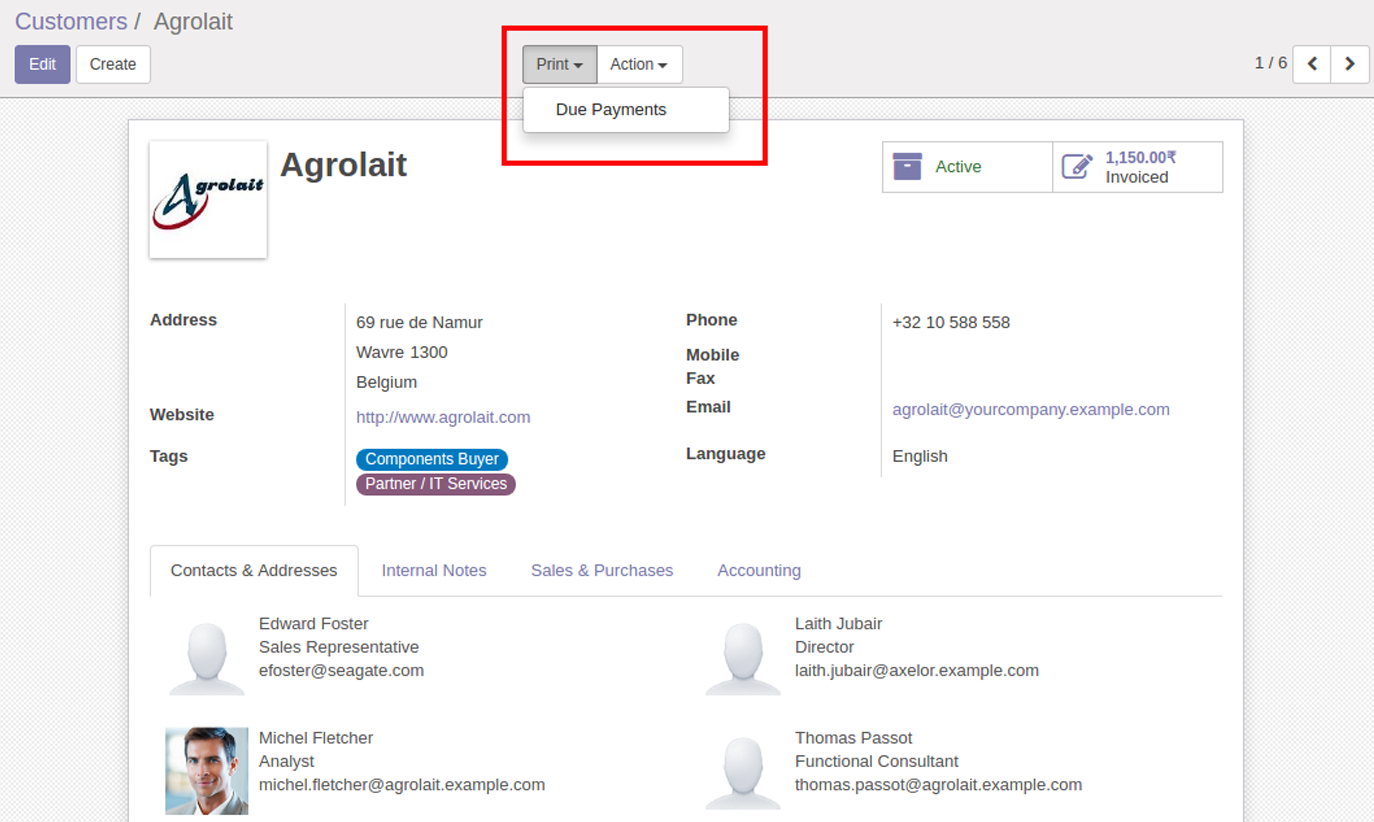 Customers / Agrolait
Edit Create Print Action 1 / 6
Due Payments
Agrolait
Agrolait
Active
1,150.00₹
Invoiced
Address
69 rue de Namur
Wavre 1300
Belgium
Website http://www.agrolait.com
Tags Components Buyer
Partner / IT Services
Phone +32 10 588 558
Mobile
Fax
Email agrolait@yourcompany.example.com
Language English
Contacts & Addresses Internal Notes Sales & Purchases Accounting
Edward Foster
Sales Representative
efoster@seagate.com
Laith Jubair
Director
laith.jubair@axelor.example.com
Michel Fletcher
Analyst
michel.fletcher@agrolait.example.com
Thomas Passot
Functional Consultant
thomas.passot@agrolait.example.com